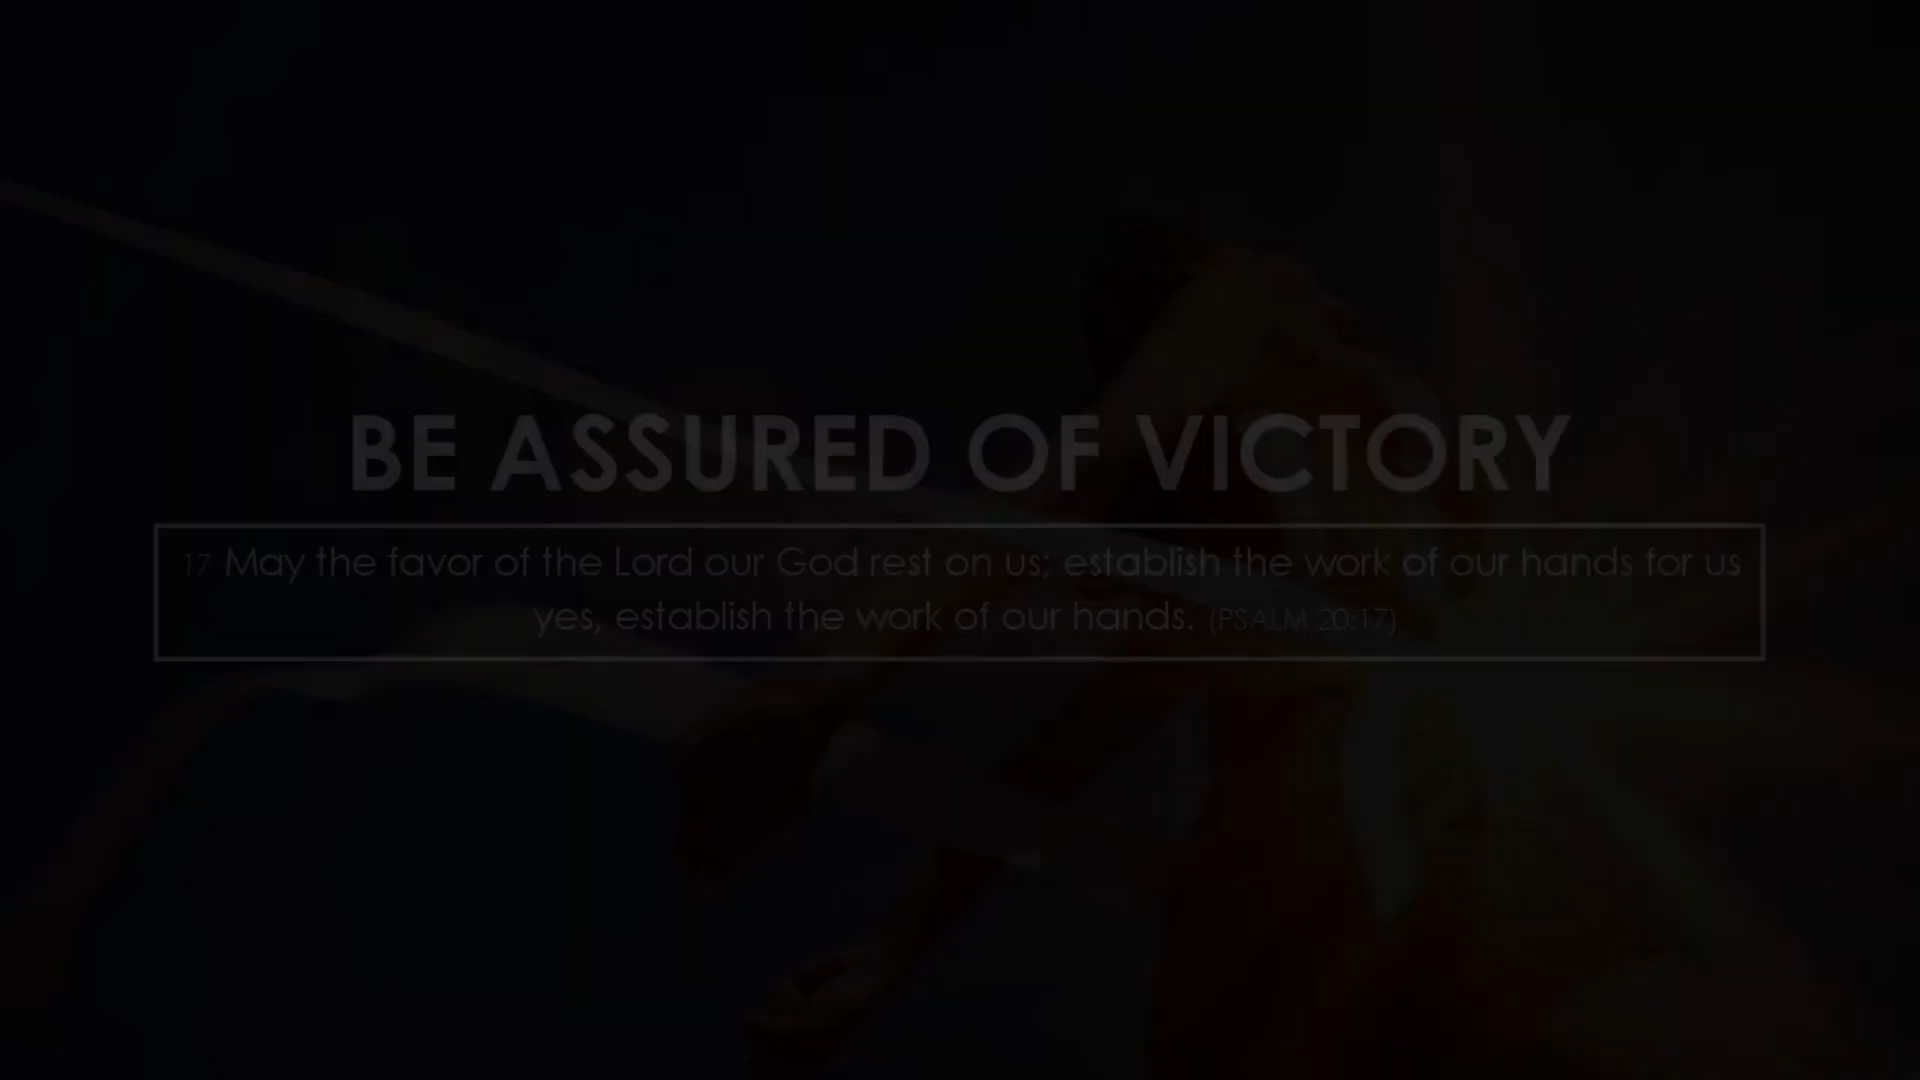 BE ASSURED OF VICTORY
17 May the favor of the Lord our God rest on us; establish the work of our hands for us
yes, establish the work of our hands. (PSALM 20:17)